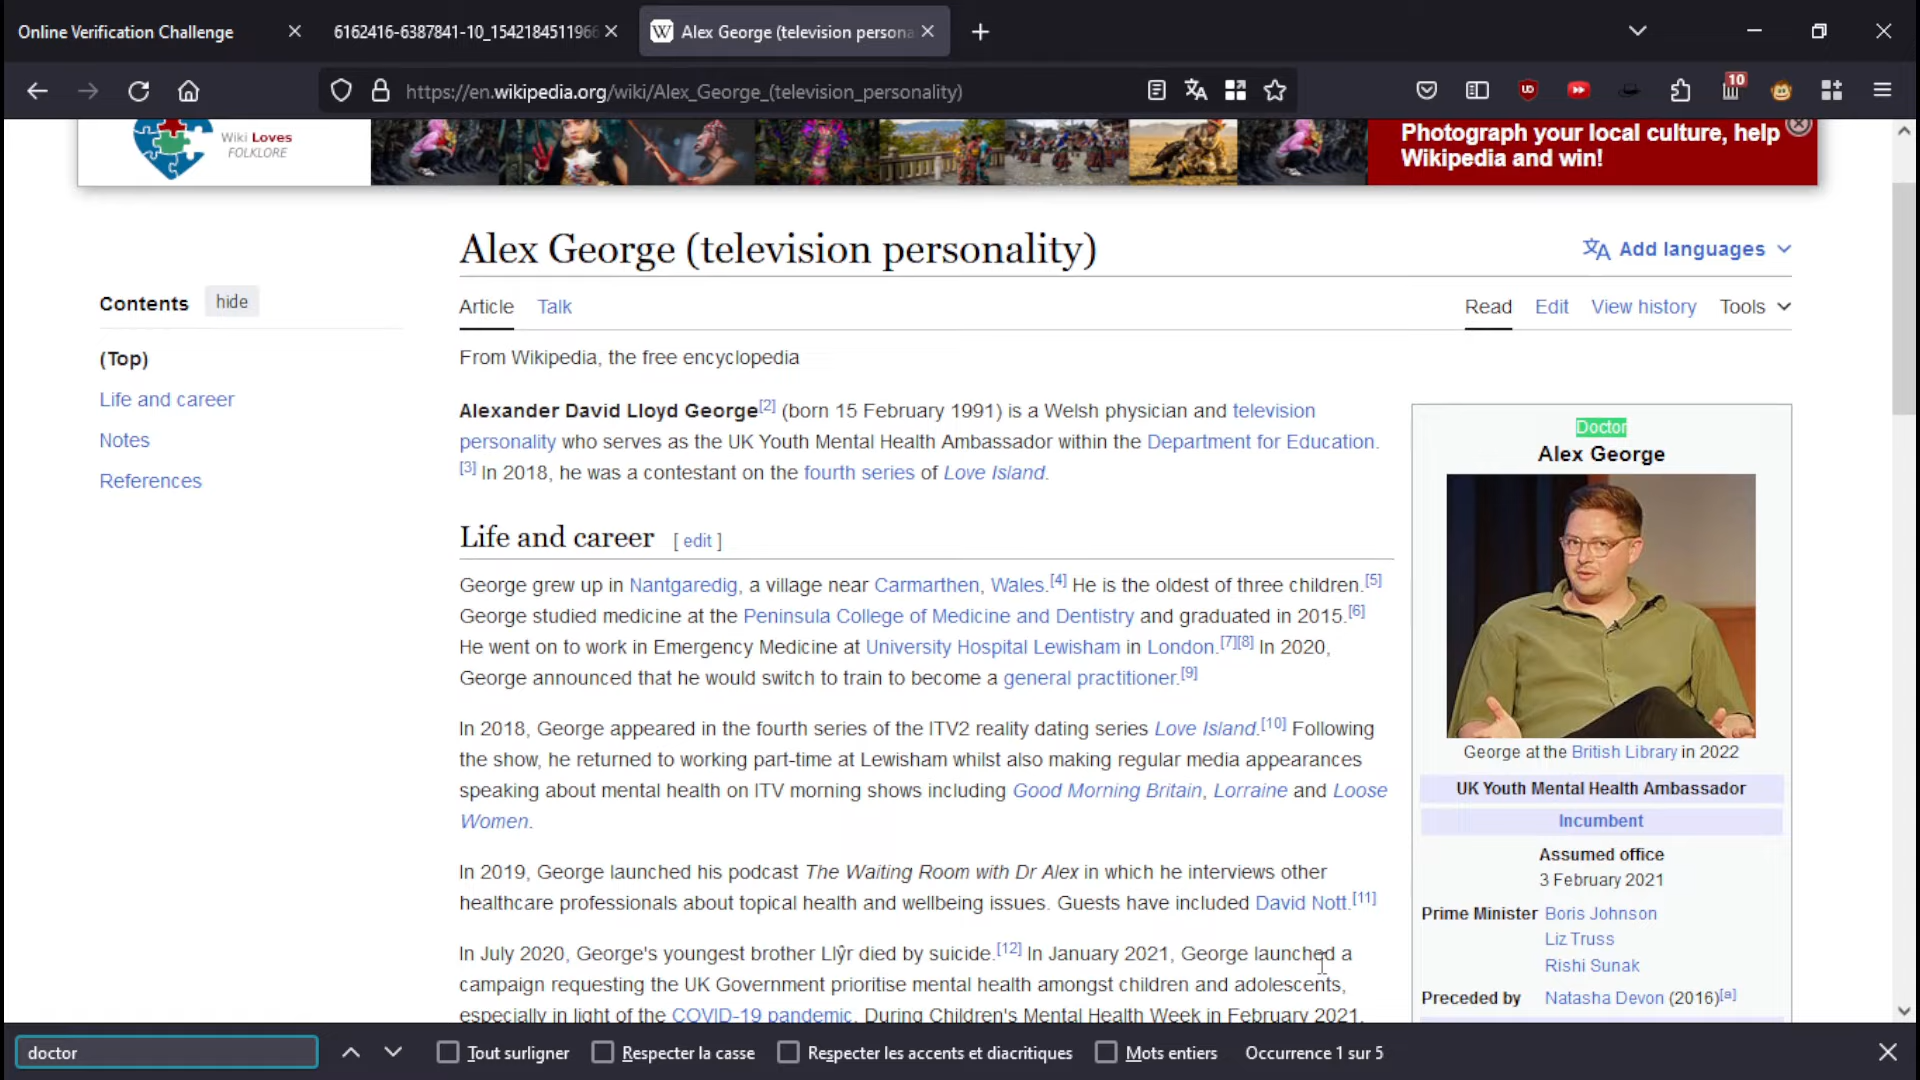 Online Verification Challenge
6162416-6387841-10_1542184511966
Alex George (television persona
10
https://en.wikipedia.org/wiki/Alex_George_(television_personality)
Wiki Loves
FOLKLORE
Photograph your local culture, help
Wikipedia and win!
Alex George (television personality)
Add languages
Contents hide
Article Talk
Read Edit View history Tools
(Top)
From Wikipedia, the free encyclopedia
Life and career
Notes
References
Alexander David Lloyd George[2] (born 15 February 1991) is a Welsh physician and television
personality who serves as the UK Youth Mental Health Ambassador within the Department for Education.
[3] In 2018, he was a contestant on the fourth series of Love Island.
Life and career [ edit ]
George grew up in Nantgaredig, a village near Carmarthen, Wales.[4] He is the oldest of three children.[5]
George studied medicine at the Peninsula College of Medicine and Dentistry and graduated in 2015.[6]
He went on to work in Emergency Medicine at University Hospital Lewisham in London.[7][8] In 2020,
George announced that he would switch to train to become a general practitioner.[9]
In 2018, George appeared in the fourth series of the ITV2 reality dating series Love Island.[10] Following
the show, he returned to working part-time at Lewisham whilst also making regular media appearances
speaking about mental health on ITV morning shows including Good Morning Britain, Lorraine and Loose
Women.
In 2019, George launched his podcast The Waiting Room with Dr Alex in which he interviews other
healthcare professionals about topical health and wellbeing issues. Guests have included David Nott.[11]
In July 2020, George's youngest brother Llŷr died by suicide.[12] In January 2021, George launched a
campaign requesting the UK Government prioritise mental health amongst children and adolescents,
especially in light of the COVID-19 pandemic. During Children's Mental Health Week in February 2021,
Doctor
Alex George
George at the British Library in 2022
UK Youth Mental Health Ambassador
Incumbent
Assumed office
3 February 2021
Prime Minister Boris Johnson
Liz Truss
Rishi Sunak
Preceded by Natasha Devon (2016)[a]
doctor Tout surligner Respecter la casse Respecter les accents et diacritiques Mots entiers Occurrence 1 sur 5